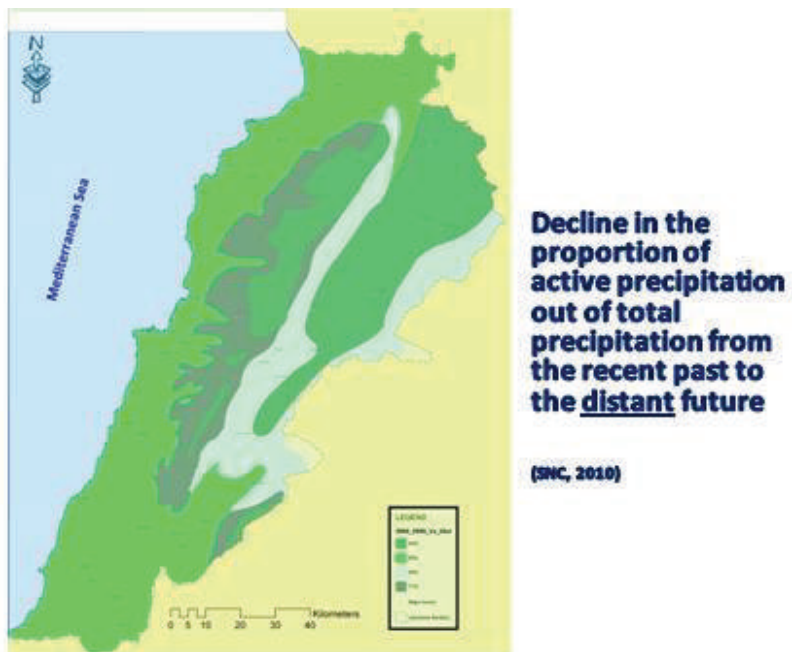 N
Mediterranean Sea
Decline in the
proportion of
active precipitation
out of total
precipitation from
the recent past to
the distant future
(SNC, 2010)
LEGEND
Kilometers
0 5 10 20 30 40